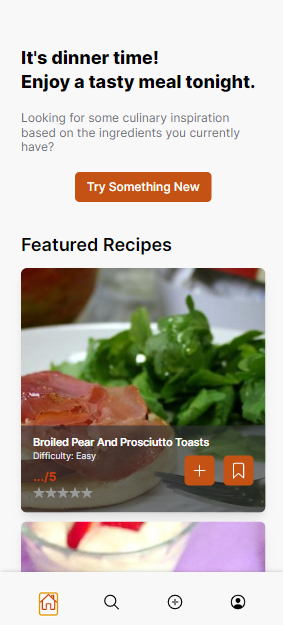 It's dinner time!
Enjoy a tasty meal tonight.
Looking for some culinary inspiration
based on the ingredients you currently
have?
Try Something New
Featured Recipes
Broiled Pear And Prosciutto Toasts
Difficulty: Easy
.../5